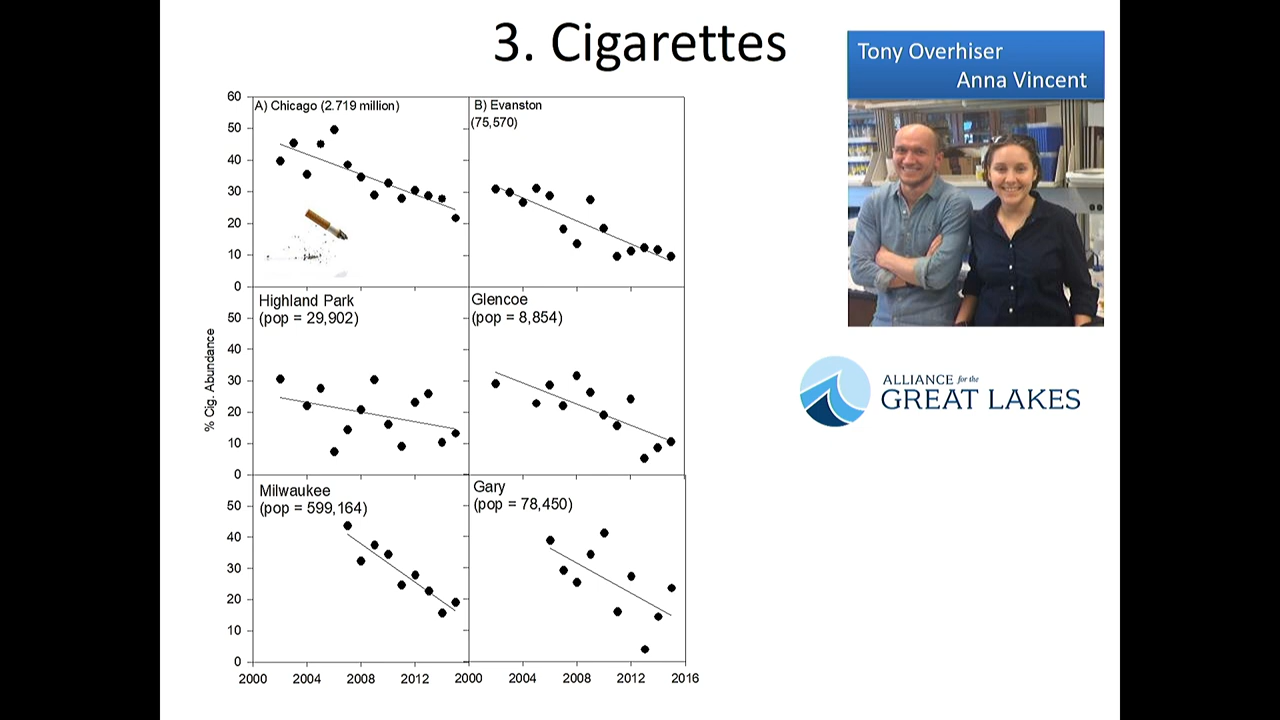 3. Cigarettes
Tony Overhiser
Anna Vincent
60
A) Chicago (2.719 million)
B) Evanston
(75,570)
50
40
30
20
10
0
Highland Park
(pop = 29,902)
Glencoe
(pop = 8,854)
50
40
30
20
10
0
% Cig. Abundance
ALLIANCE for the
GREAT LAKES
Milwaukee
(pop = 599,164)
Gary
(pop = 78,450)
50
40
30
20
10
0
2000 2004 2008 2012 2000 2004 2008 2012 2016